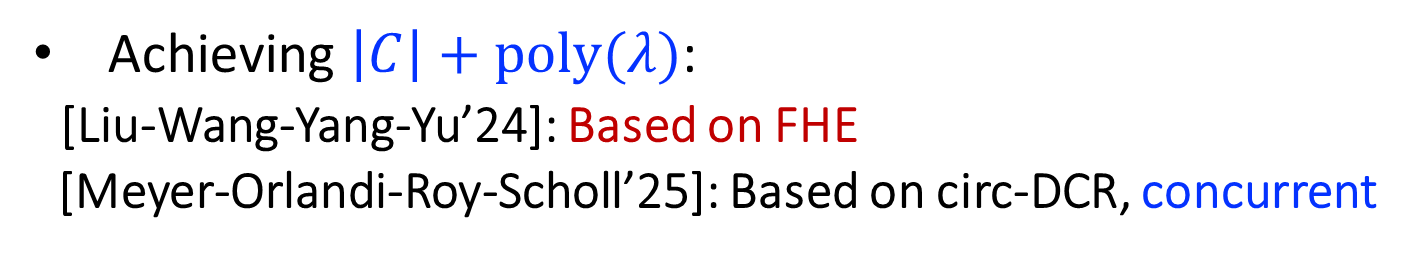 • Achieving |C| + poly(λ):
[Liu-Wang-Yang-Yu’24]: Based on FHE
[Meyer-Orlandi-Roy-Scholl’25]: Based on circ-DCR, concurrent